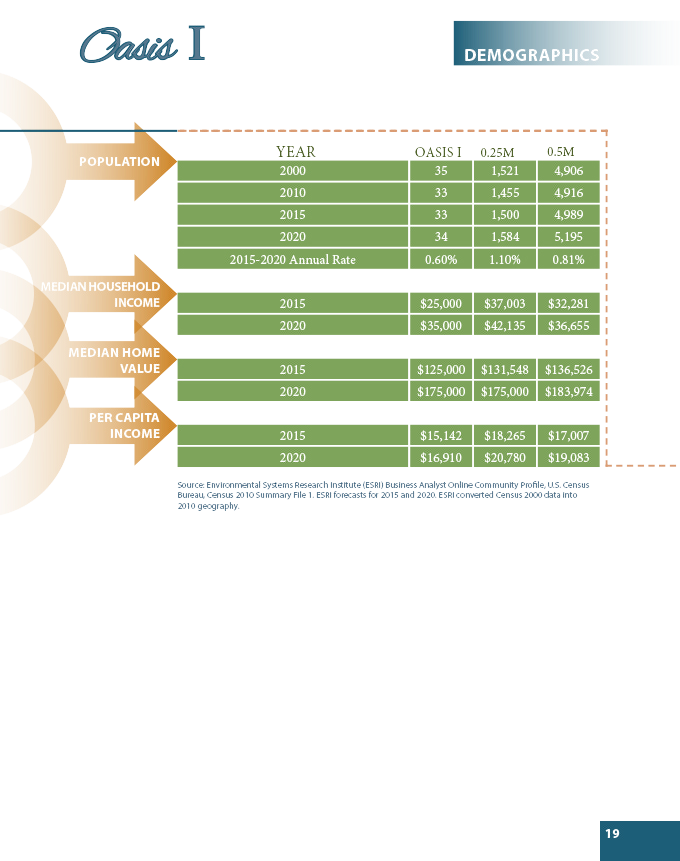 Oasis I
DEMOGRAPHICS
POPULATION
YEAR OASIS I 0.25M 0.5M
2000 35 1,521 4,906
2010 33 1,455 4,916
2015 33 1,500 4,989
2020 34 1,584 5,195
2015-2020 Annual Rate 0.60% 1.10% 0.81%
MEDIAN HOUSEHOLD
INCOME
2015 $25,000 $37,003 $32,281
2020 $35,000 $42,135 $36,655
MEDIAN HOME
VALUE
2015 $125,000 $131,548 $136,526
2020 $175,000 $175,000 $183,974
PER CAPITA
INCOME
2015 $15,142 $18,265 $17,007
2020 $16,910 $20,780 $19,083
Source: Environmental Systems Research Institute (ESRI) Business Analyst Online Community Profile, U.S. Census
Bureau, Census 2010 Summary File 1. ESRI forecasts for 2015 and 2020. ESRI converted Census 2000 data into
2010 geography.
19